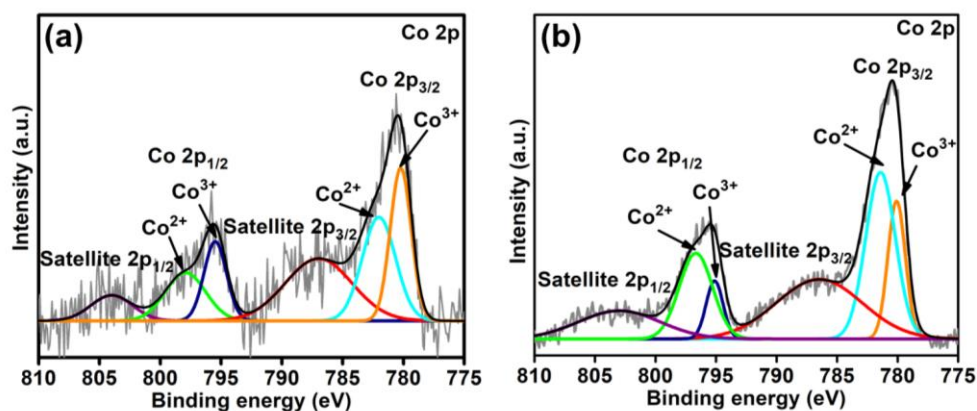 (a)
Co 2p
Co 2p3/2
Co3+
Co 2p1/2
Co3+
Co2+
Co2+
Satellite 2p3/2
Satellite 2p1/2
Intensity (a.u.)
810 805 800 795 790 785 780 775
Binding energy (eV)
(b)
Co 2p
Co 2p3/2
Co2+
Co3+
Co 2p1/2
Co3+
Co2+
Satellite 2p3/2
Satellite 2p1/2
Intensity (a.u.)
810 805 800 795 790 785 780 775
Binding energy (eV)